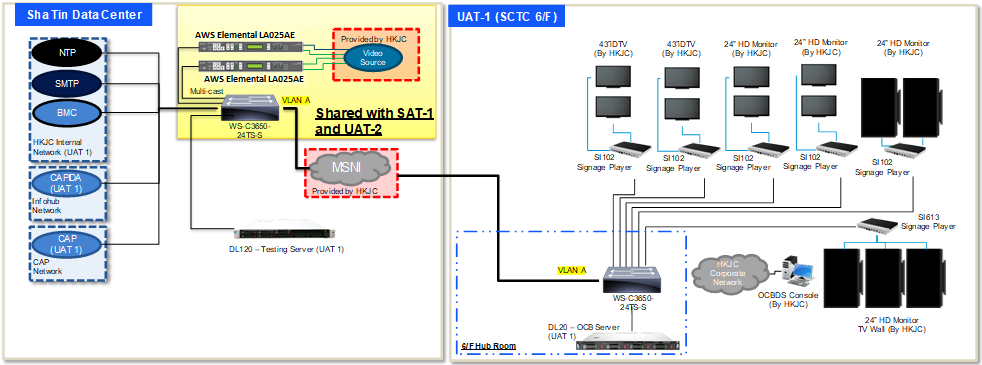 Sha Tin Data Center
NTP
SMTP
BMC
HKJC Internal
Network (UAT 1)
CAPIDA
(UAT 1)
Infohub
Network
CAP
(UAT 1)
CAP
Network
AWS Elemental LA025AE
AWS Elemental LA025AE
Multi-cast
Provided by HKJC
Video
Source
VLAN A
WS-C3650-
24TS-S
Shared with SAT-1
and UAT-2
MSNI
Provided by HKJC
DL120 – Testing Server (UAT 1)
UAT-1 (SCTC 6/F)
431DTV
(By HKJC)
431DTV
(By HKJC)
24" HD Monitor
(By HKJC)
24" HD Monitor
(By HKJC)
24" HD Monitor
(By HKJC)
SI102
Signage Player
SI102
Signage Player
SI102
Signage Player
SI102
Signage Player
SI102
Signage Player
SI613
Signage Player
VLAN A
WS-C3650-
24TS-S
DL20 – OCB Server
(UAT 1)
6/F Hub Room
HKJC
Corporate
Network
OCBDS Console
(By HKJC)
24" HD Monitor
TV Wall (By HKJC)